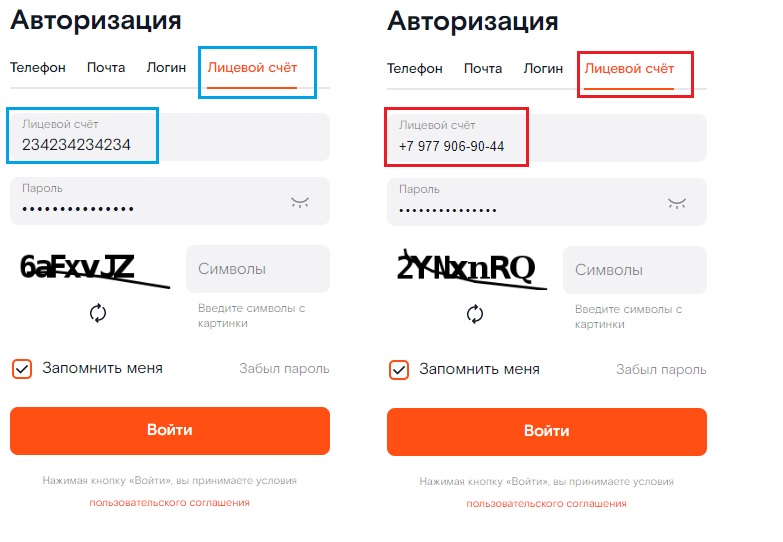 Авторизация
Телефон Почта Логин Лицевой счёт
Лицевой счёт
234234234234
Пароль
6aFxvJZ
Символы
Введите символы с
картинки
Запомнить меня Забыл пароль
Войти
Нажимая кнопку «Войти», вы принимаете условия
пользовательского соглашения
Авторизация
Телефон Почта Логин Лицевой счёт
Лицевой счёт
+7 977 906-90-44
Пароль
2YNxnRQ
Символы
Введите символы с
картинки
Запомнить меня Забыл пароль
Войти
Нажимая кнопку «Войти», вы принимаете условия
пользовательского соглашения